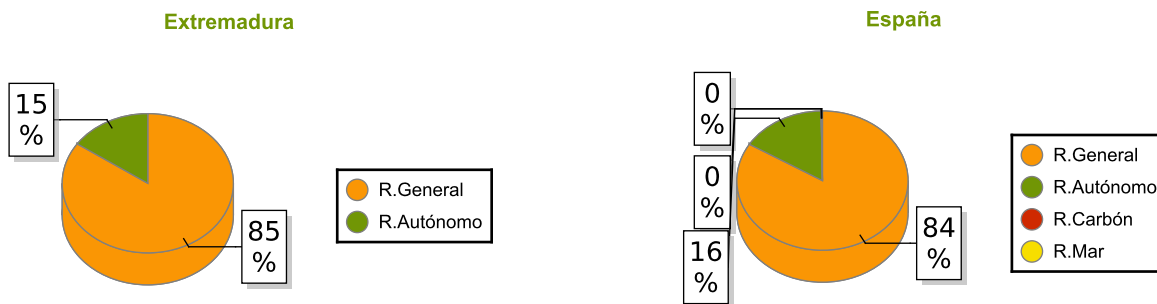 Extremadura
15
%
85
%
R.General
R.Autónomo
España
0
%
0
%
16
%
84
%
R.General
R.Autónomo
R.Carbón
R.Mar